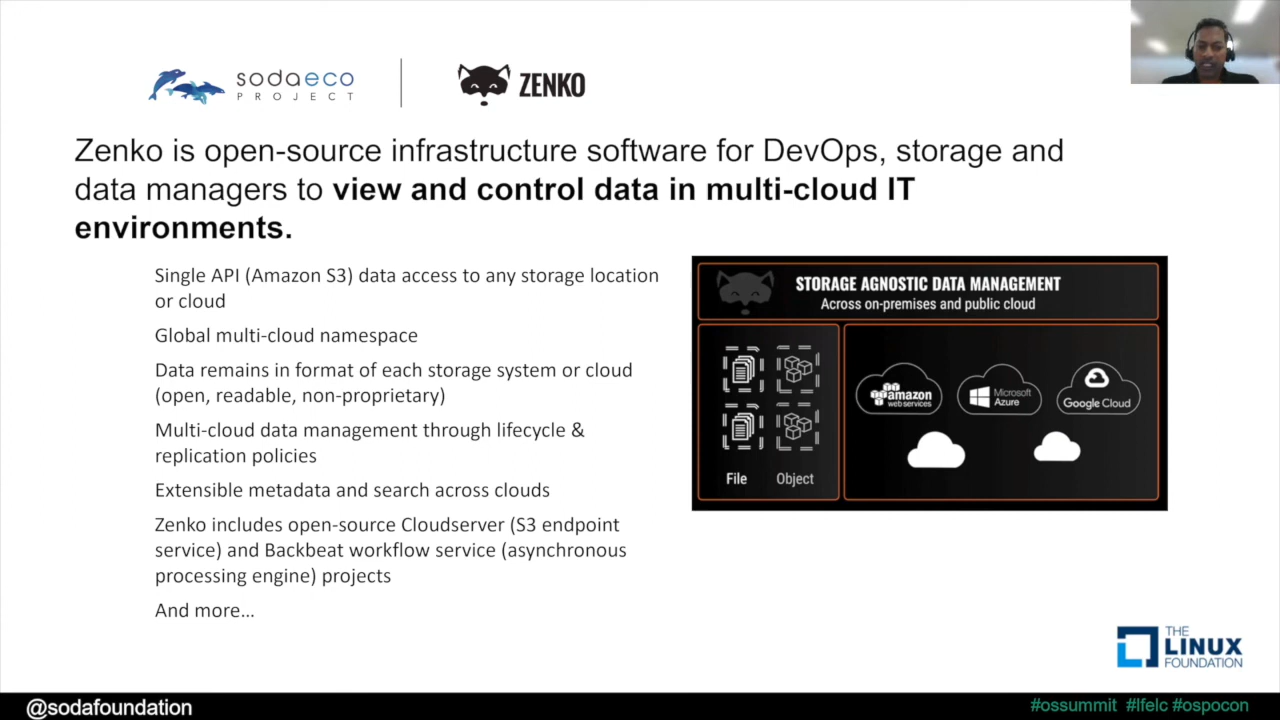 sodaeco
PROJECT
ZENKO
Zenko is open-source infrastructure software for DevOps, storage and
data managers to view and control data in multi-cloud IT
environments.
Single API (Amazon S3) data access to any storage location
or cloud
Global multi-cloud namespace
Data remains in format of each storage system or cloud
(open, readable, non-proprietary)
Multi-cloud data management through lifecycle &
replication policies
Extensible metadata and search across clouds
Zenko includes open-source Cloudserver (S3 endpoint
service) and Backbeat workflow service (asynchronous
processing engine) projects
And more…
STORAGE AGNOSTIC DATA MANAGEMENT
Across on-premises and public cloud
File
Object
amazon
web services
Microsoft
Azure
Google Cloud
THE
LINUX
FOUNDATION
@sodafoundation
#ossummit #lfelc #ospocon